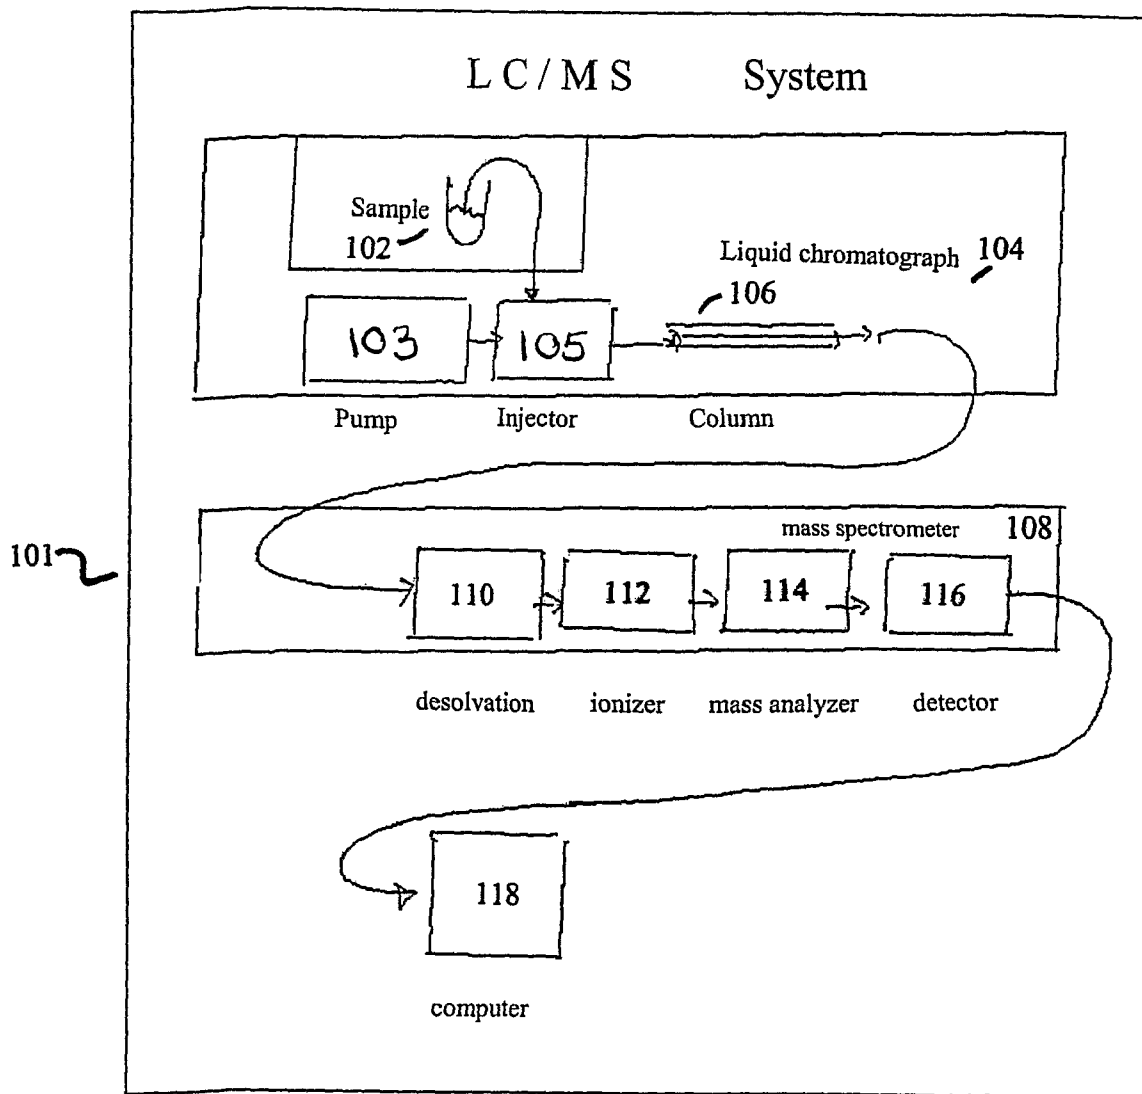 LC/MS System
Sample
102
Liquid chromatograph 104
106
103 105
Pump Injector Column
mass spectrometer 108
101
110 112 114 116
desolvation ionizer mass analyzer detector
118
computer